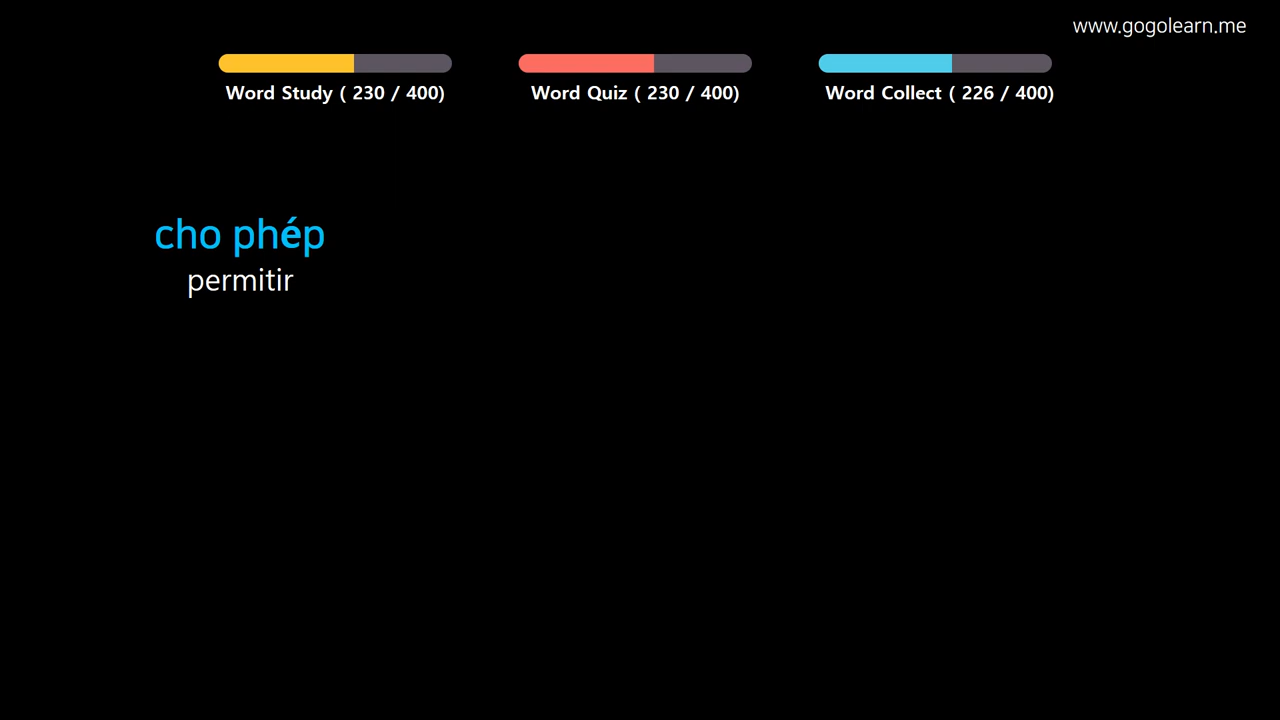 www.gogolearn.me
Word Study ( 230 / 400)
Word Quiz ( 230 / 400)
Word Collect ( 226 / 400)
cho phép
permitir